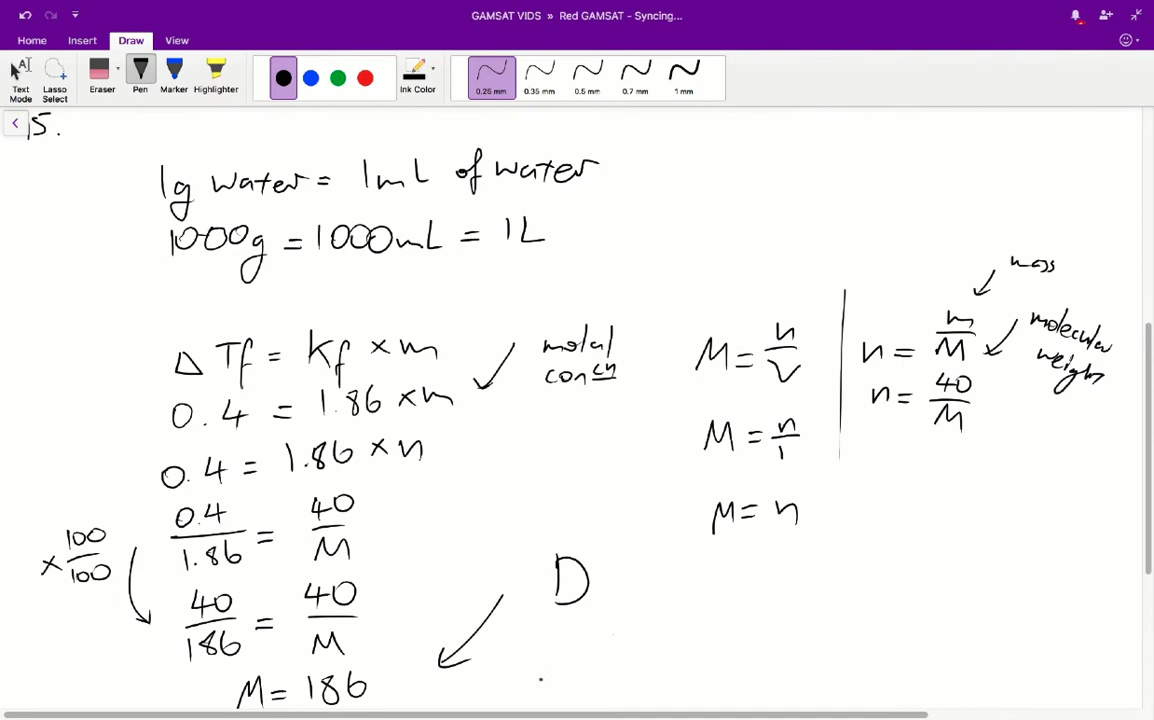 GAMSAT VIDS » Red GAMSAT - Syncing...
Home Insert Draw View
Text Mode
Lasso Select
Eraser
Pen
Marker
Highlighter
Ink Color
0.25 mm
0.35 mm
0.5 mm
0.7 mm
1 mm
15.
1g water = 1mL of water
1000g = 1000mL = 1L
Δ Tf = Kf × m
molal concn
0.4 = 1.86 × m
0.4 = 1.86 × n
0.4/1.86 = 40/M
× 100/100
40/186 = 40/M
M = 186
D
M = n/V
M = n/1
M = n
mass
n = m/M
molecular weight
n = 40/M